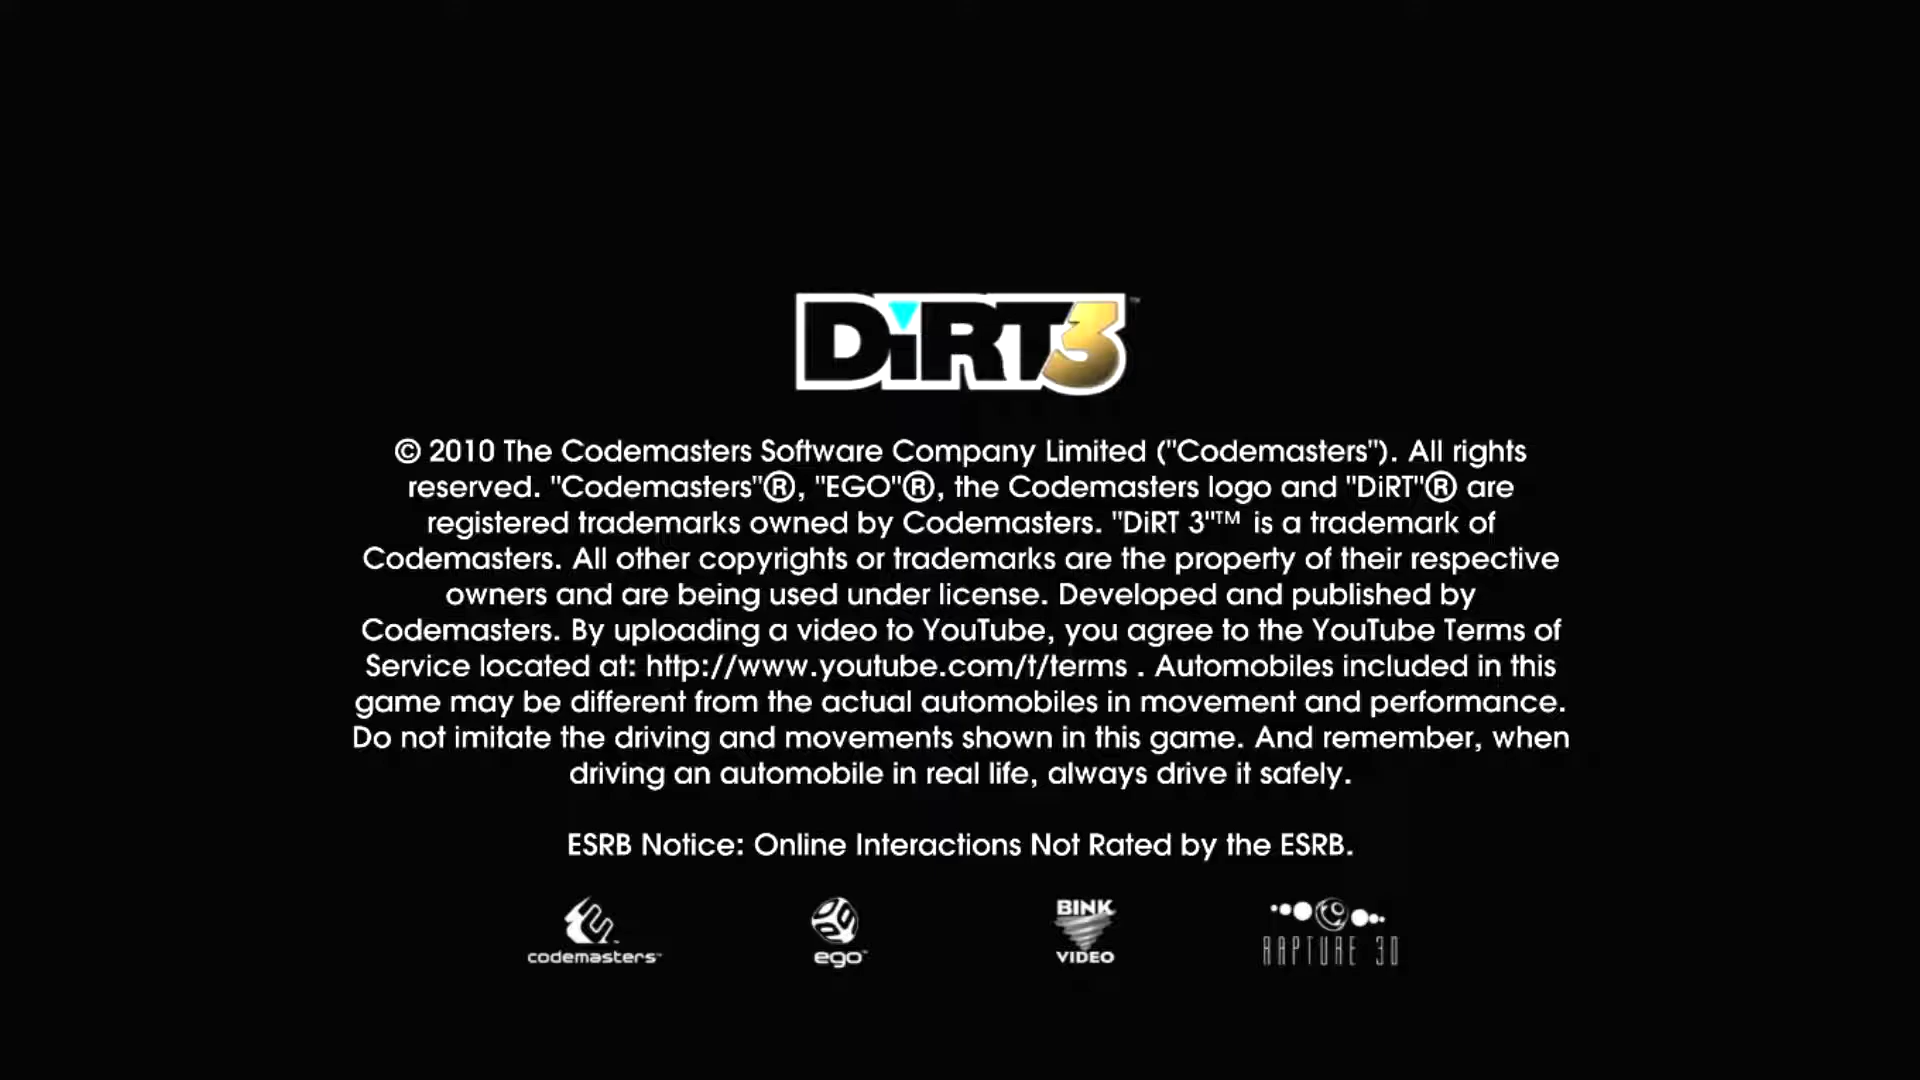 DiRT3™
© 2010 The Codemasters Software Company Limited ("Codemasters"). All rights
reserved. "Codemasters"®, "EGO"®, the Codemasters logo and "DiRT"® are
registered trademarks owned by Codemasters. "DiRT 3"™ is a trademark of
Codemasters. All other copyrights or trademarks are the property of their respective
owners and are being used under license. Developed and published by
Codemasters. By uploading a video to YouTube, you agree to the YouTube Terms of
Service located at: http://www.youtube.com/t/terms . Automobiles included in this
game may be different from the actual automobiles in movement and performance.
Do not imitate the driving and movements shown in this game. And remember, when
driving an automobile in real life, always drive it safely.
ESRB Notice: Online Interactions Not Rated by the ESRB.
codemasters™
ego™
BINK
VIDEO
RAPTURE 3D